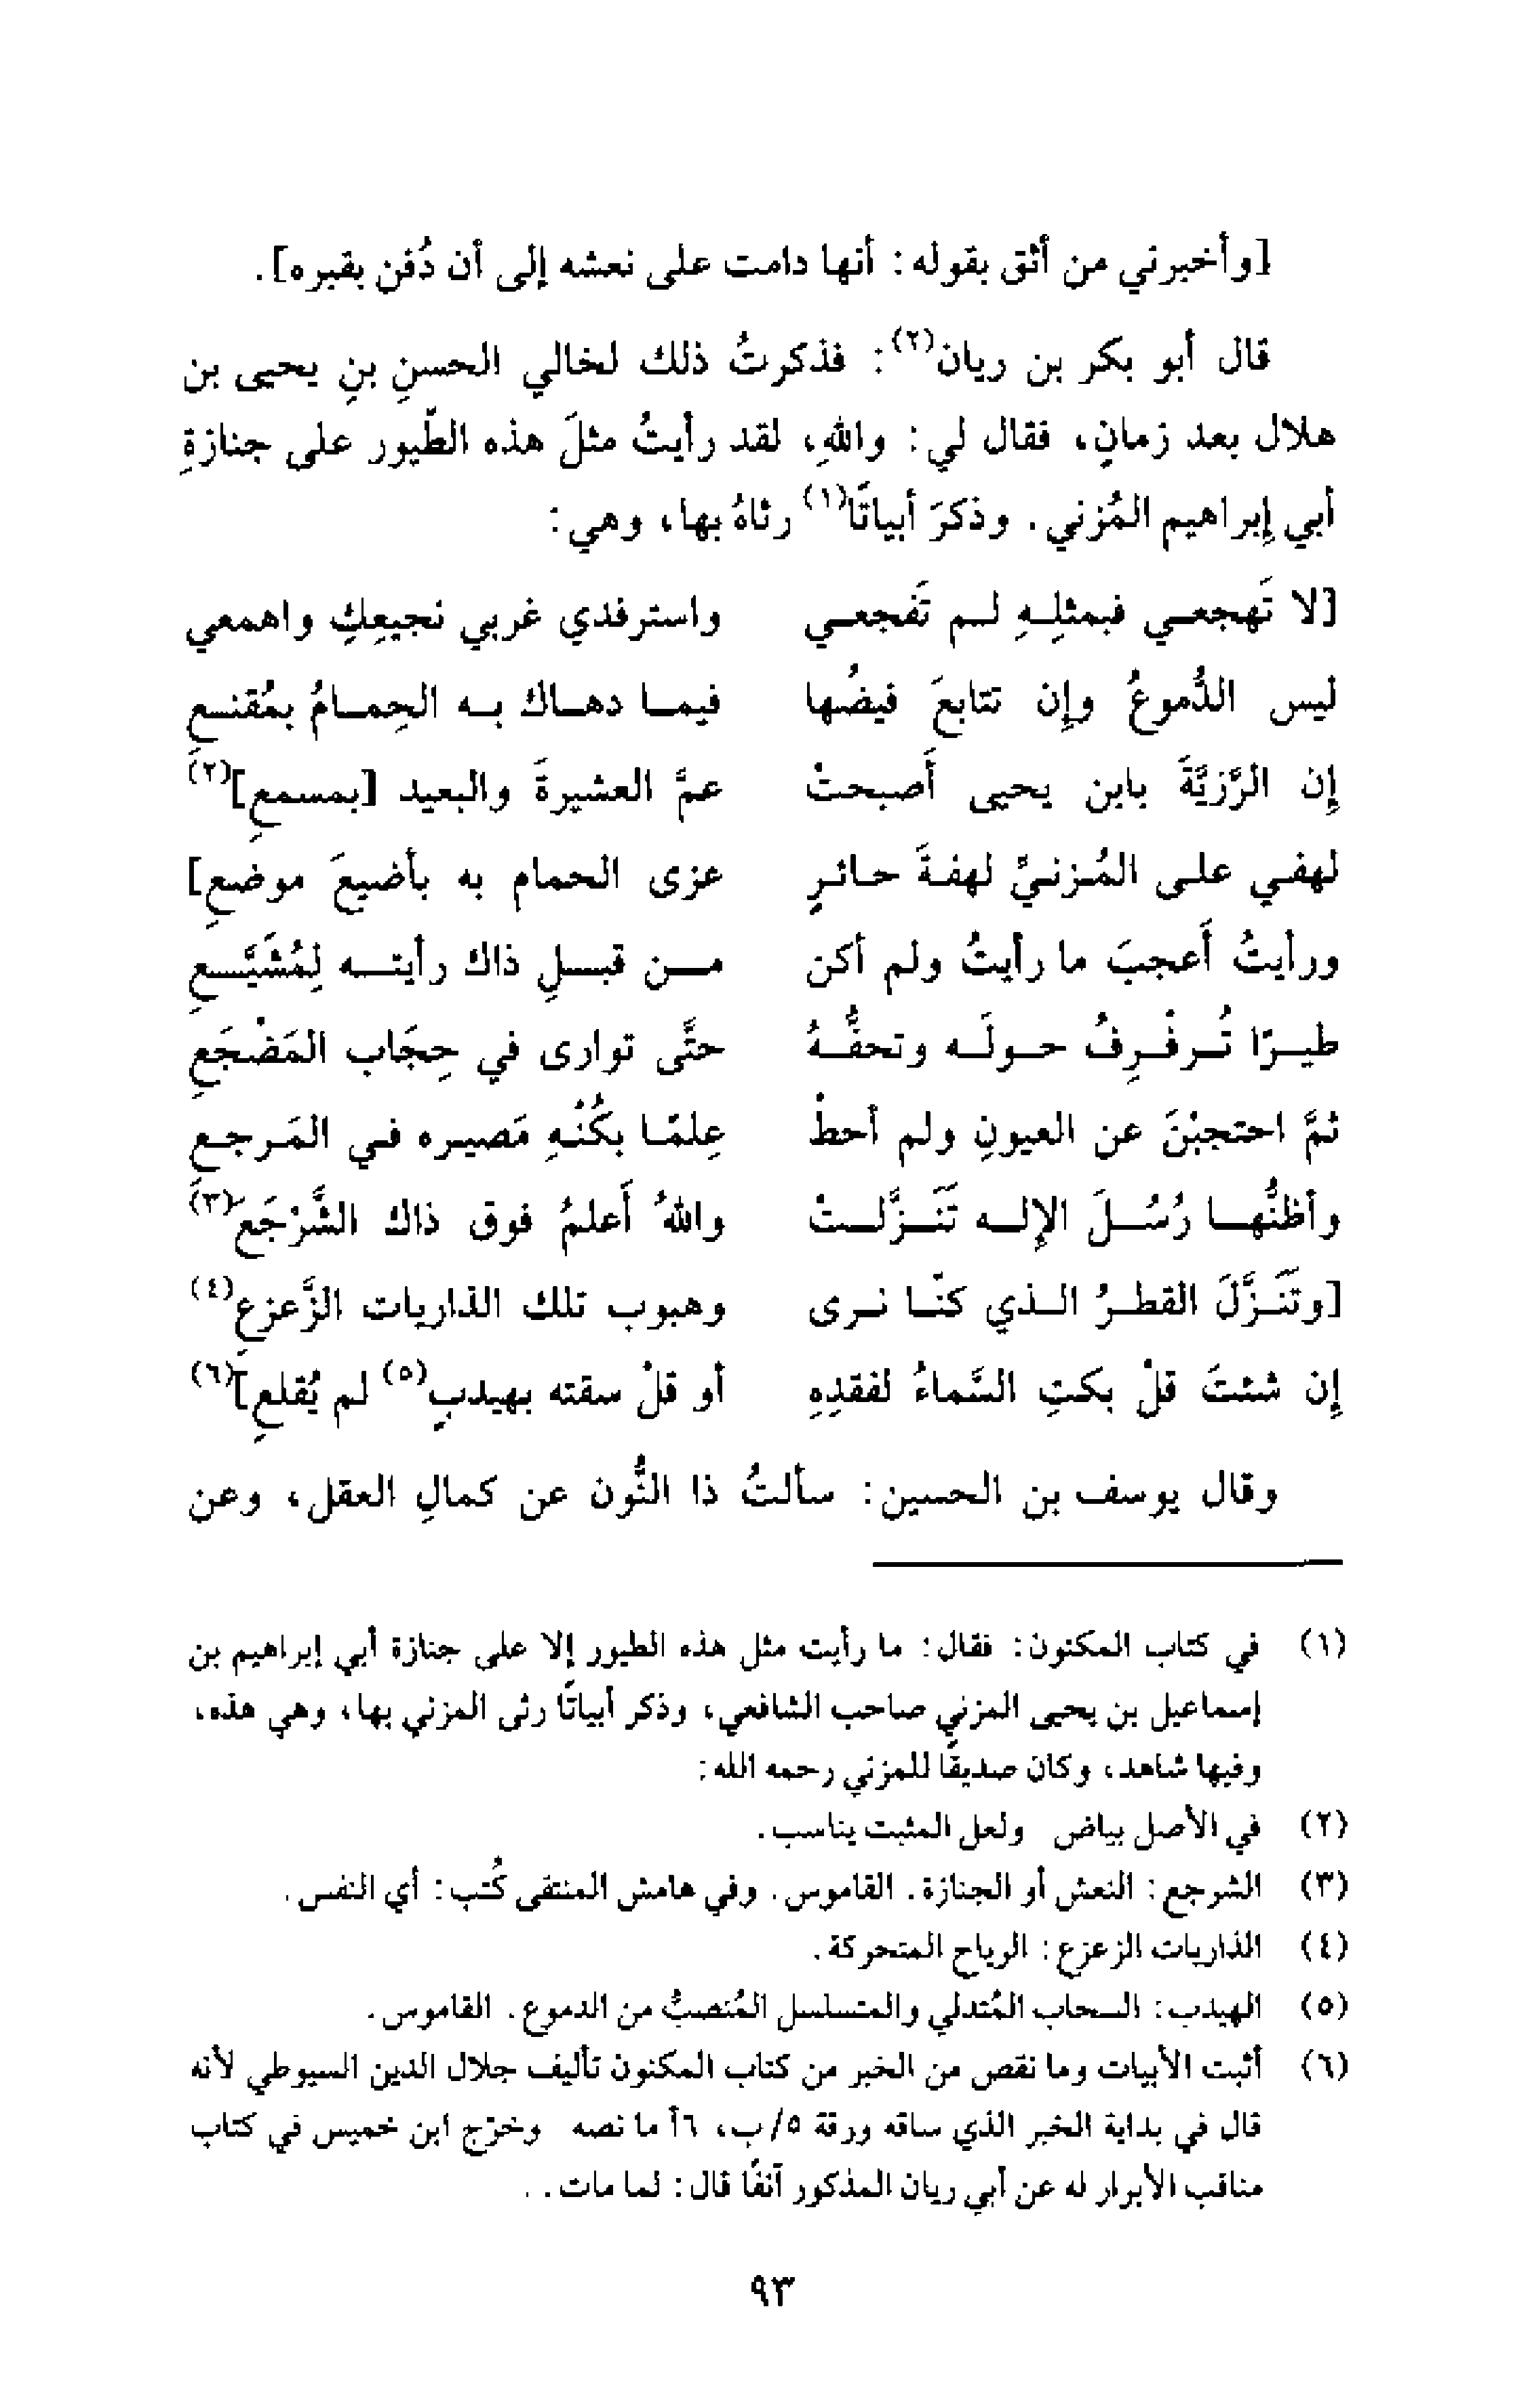 [وأخبرني من أثق بقوله : أنها دامت على نعشه إلى أن دُفن بقبره] .
قال أبو بكر بن ريان(٢) : فذكرتُ ذلك لخالي الحسنِ بنِ يحيى بن
هلال بعد زمانٍ، فقال لي : واللهِ، لقد رأيتُ مثلَ هذه الطّيور على جنازةِ
أبي إبراهيم المُزني . وذكرَ أبياتًا(١) رثاهُ بها، وهي :
[لا تَهجعي فبمثلِهِ لم تَفجعي واسترفدي غربي نجيعِكِ واهمعي
ليس الدُّموعُ وإن تتابعَ فيضُها فيما دهاك به الحِمامُ بمُقنعِ
إن الرَّزيَّةَ بابن يحيى أَصبحتْ عمَّ العشيرةَ والبعيد [بمسمعِ](٢)
لهفي على المُزنيِّ لهفةَ حائرٍ عزى الحمام به بأضيعَ موضعِ]
ورأيتُ أَعجبَ ما رأيتُ ولم أكن من قبلِ ذاك رأيته لِمُشَيَّعِ
طيرًا تُرفْرِفُ حولَه وتحفُّهُ حتَّى توارى في حِجَاب المَضْجَعِ
ثمَّ احتجبْنَ عن العيونِ ولم أحطْ عِلمًا بكُنْهِ مَصيره في المَرجعِ
وأظنُّها رُسُلَ الإله تَنَزَّلتْ واللهُ أَعلمُ فوق ذاك الشَّرْجَعِ(٣)
[وتَنَزَّلَ القطرُ الذي كنَّا نرى وهبوب تلك الذاريات الزَّعزعِ(٤)
إن شئتَ قلْ بكتِ السَّماءُ لفقدِهِ أو قلْ سقته بهيدبٍ(٥) لم يُقلعِ](٦)
وقال يوسف بن الحسين : سألتُ ذا النُّون عن كمالِ العقل، وعن
(١) في كتاب المكنون : فقال : ما رأيت مثل هذه الطيور إلا على جنازة أبي إبراهيم بن
إسماعيل بن يحيى المزني صاحب الشافعي، وذكر أبياتًا رثى المزني بها، وهي هذه،
وفيها شاهد، وكان صديقًا للمزني رحمه الله :
(٢) في الأصل بياض ولعل المثبت يناسب .
(٣) الشرجع : النعش أو الجنازة . القاموس . وفي هامش المنتقى كُتب : أي النفس .
(٤) الذاريات الزعزع : الرياح المتحركة .
(٥) الهيدب : السحاب المُتدلي والمتسلسل المُنصبُّ من الدموع . القاموس .
(٦) أثبت الأبيات وما نقص من الخبر من كتاب المكنون تأليف جلال الدين السيوطي لأنه
قال في بداية الخبر الذي ساقه ورقة ٥/ب، ٦أ ما نصه وخرّج ابن خميس في كتاب
مناقب الأبرار له عن أبي ريان المذكور آنفًا قال : لما مات . .
٩٣